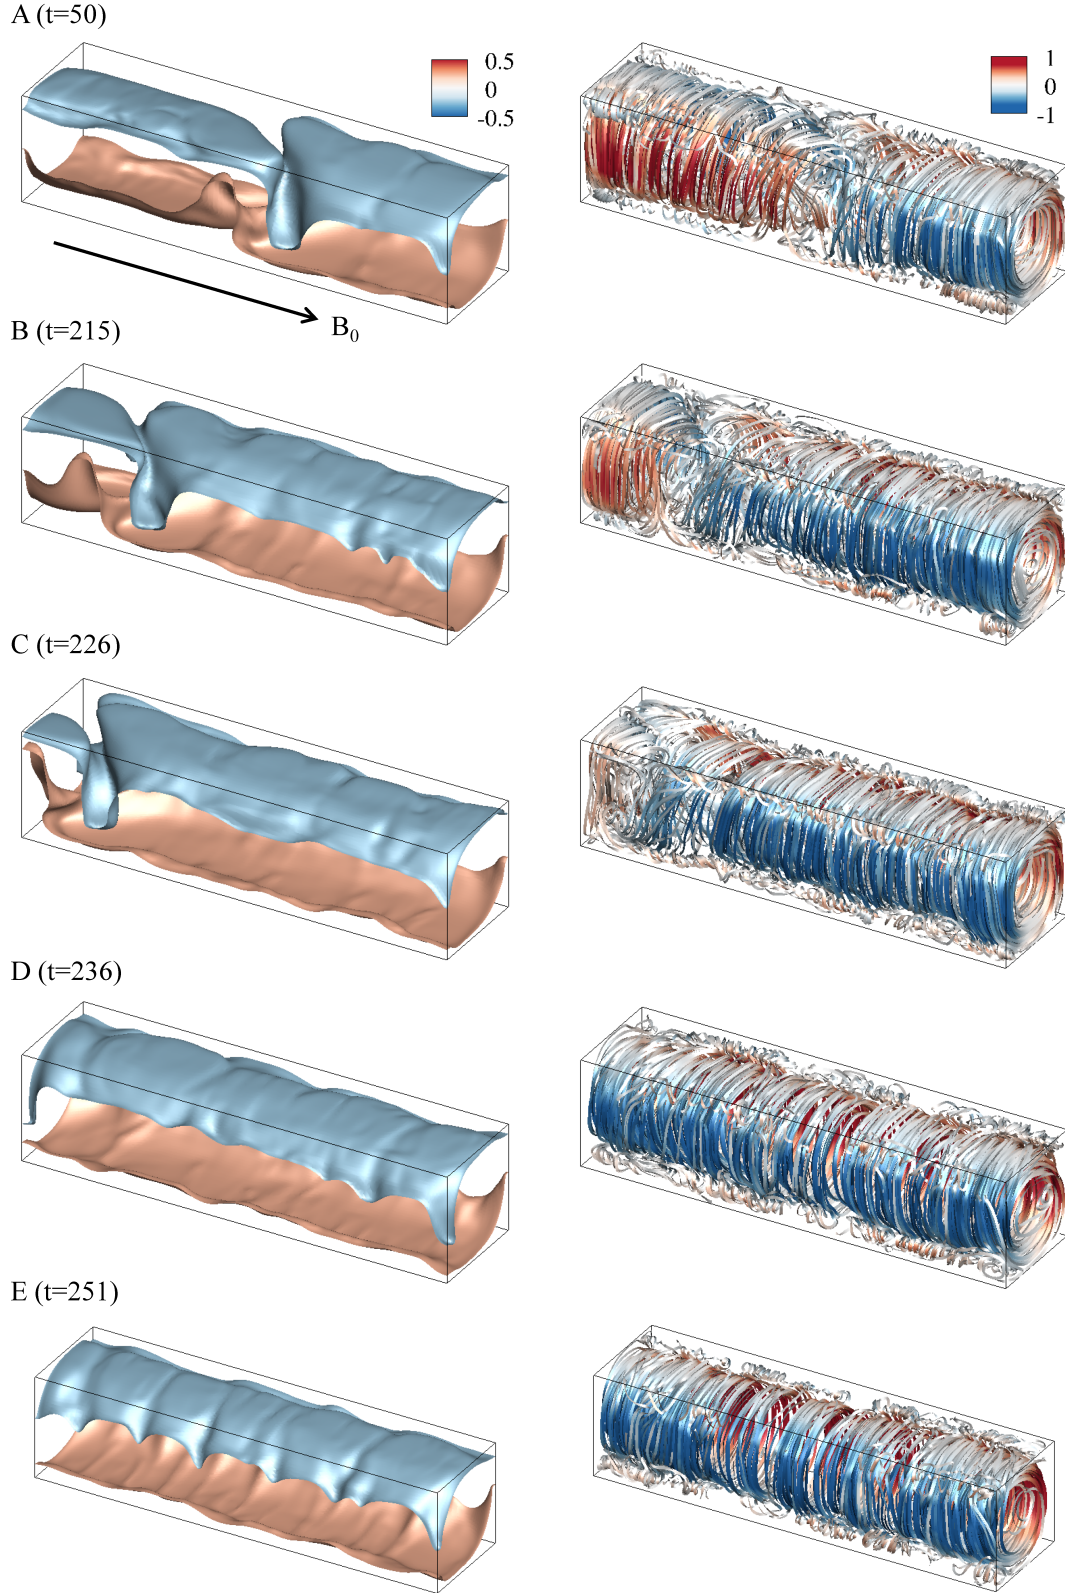 A (t=50)
0.5
0
-0.5
1
0
-1
B₀
B (t=215)
C (t=226)
D (t=236)
E (t=251)